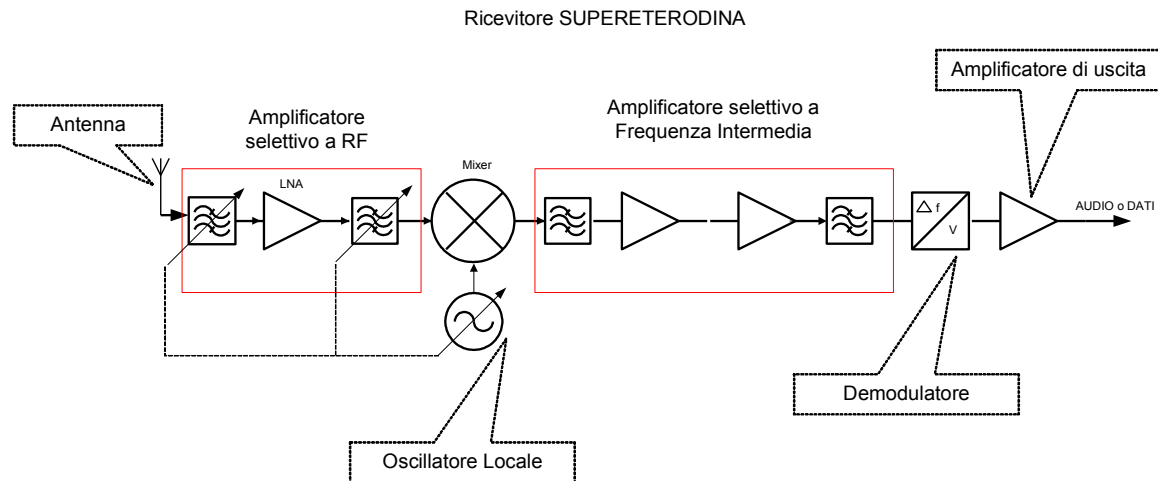 Ricevitore SUPERETERODINA
Amplificatore di uscita
Antenna
Amplificatore
selettivo a RF
Amplificatore selettivo a
Frequenza Intermedia
Mixer
LNA
AUDIO o DATI
Δ f
V
Demodulatore
Oscillatore Locale